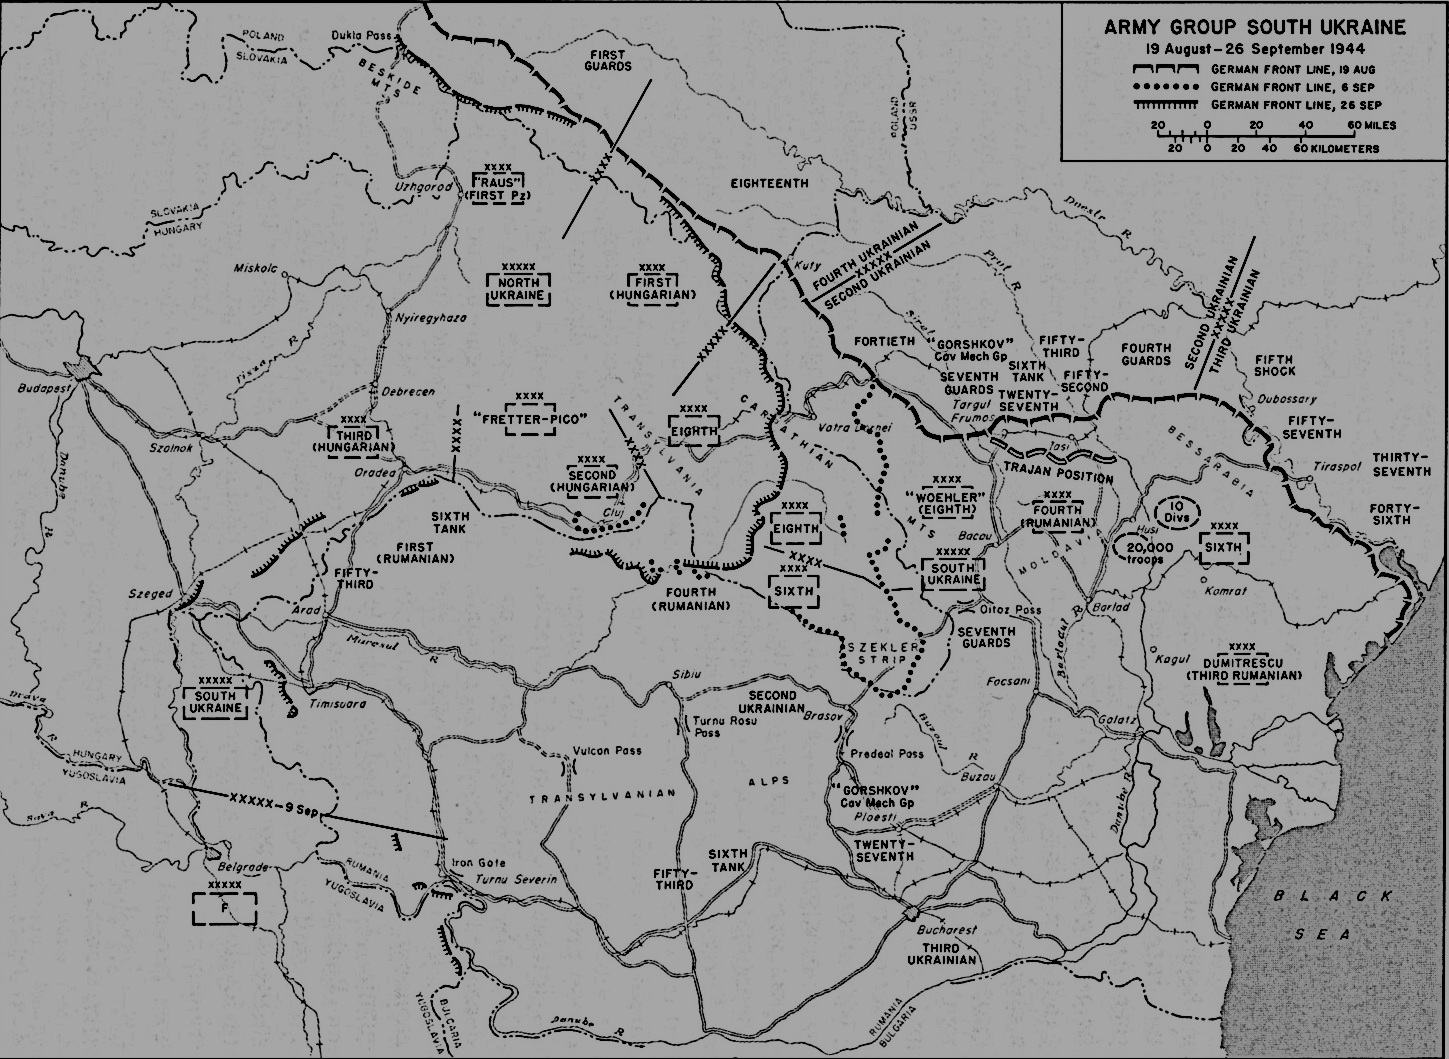 ARMY GROUP SOUTH UKRAINE
19 August-26 September 1944
GERMAN FRONT LINE, 19 AUG
GERMAN FRONT LINE, 6 SEP
GERMAN FRONT LINE, 26 SEP
20 0 20 40 60 MILES
20 0 20 40 60 KILOMETERS
POLAND
SLOVAKIA
Dukla Pass
BESKIDE
MTS
FIRST
GUARDS
POLAND
USSR
XXXX
Uzhgorod
XXXX
"RAUS"
(FIRST Pz)
EIGHTEENTH
Dnestr R
SLOVAKIA
HUNGARY
Miskolc
XXXXX
NORTH
UKRAINE
XXXX
FIRST
(HUNGARIAN)
Kuty
FOURTH UKRAINIAN
XXXXX
SECOND UKRAINIAN
Prut R
SECOND UKRAINIAN
XXXXX
THIRD UKRAINIAN
Nyiregyhaza
Tisza R
XXXXX
Siret
FORTIETH
"GORSHKOV"
Cav Mech Gp
FIFTY-
THIRD
SIXTH
TANK
SEVENTH
GUARDS
FIFTY-
SECOND
FOURTH
GUARDS
FIFTH
SHOCK
TWENTY-
SEVENTH
Targul
Frumos
Iasi
TRAJAN POSITION
Dubossary
FIFTY-
SEVENTH
BESSARABIA
Tiraspol
THIRTY-
SEVENTH
FORTY-
SIXTH
Budapest
Debrecen
Szolnok
XXXX
THIRD
(HUNGARIAN)
Oradea
XXXX
XXXX
"FRETTER-PICO"
XXXX
SECOND
(HUNGARIAN)
Cluj
TRANSYLVANIA
XXXX
XXXX
EIGHTH
CARPATHIAN
MTS
Vatra Dornei
XXXX
"WOEHLER"
(EIGHTH)
XXXX
FOURTH
(RUMANIAN)
10
Divs
XXXX
SIXTH
Husi
20,000
troops
Danube R
SIXTH
TANK
FIRST
(RUMANIAN)
FIFTY-
THIRD
XXXX
EIGHTH
XXXX
XXXX
SIXTH
Bacau
XXXXX
SOUTH
UKRAINE
MOLDAVIA
Komrat
FOURTH
(RUMANIAN)
Szeged
Arad
Muresul R
Oitoz Pass
SEVENTH
GUARDS
Barladul R
Barlad
Kagul
XXXX
DUMITRESCU
(THIRD RUMANIAN)
SZEKLER
STRIP
XXXXX
SOUTH
UKRAINE
Timisuara
Sibiu
SECOND
UKRAINIAN
Brasov
Focsani
Galatz
Drava
R
HUNGARY
YUGOSLAVIA
Turnu Rosu
Pass
Vulcan Pass
Predeal Pass
Buzaul R
Buzau
TRANSYLVANIAN
ALPS
XXXXX-9 Sep
Sava R
"GORSHKOV"
Cav Mech Gp
Ploesti
TWENTY-
SEVENTH
Danube R
Belgrade
RUMANIA
YUGOSLAVIA
Iron Gate
Turnu Severin
FIFTY-
THIRD
SIXTH
TANK
XXXXX
F
Bucharest
THIRD
UKRAINIAN
BLACK
SEA
YUGOSLAVIA
BULGARIA
Danube R
RUMANIA
BULGARIA